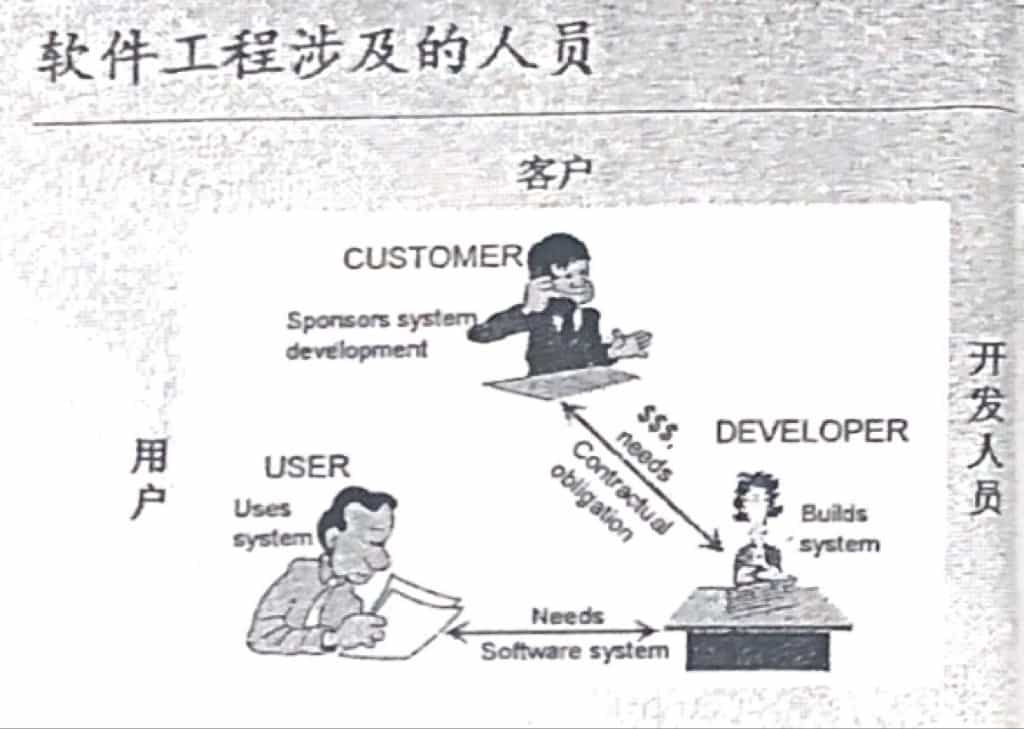 软件工程涉及的人员
客户
CUSTOMER
Sponsors system
development
用户
USER
Uses
system
$$$,
needs
Contractual
obligation
DEVELOPER
Builds
system
开发人员
Needs
Software system